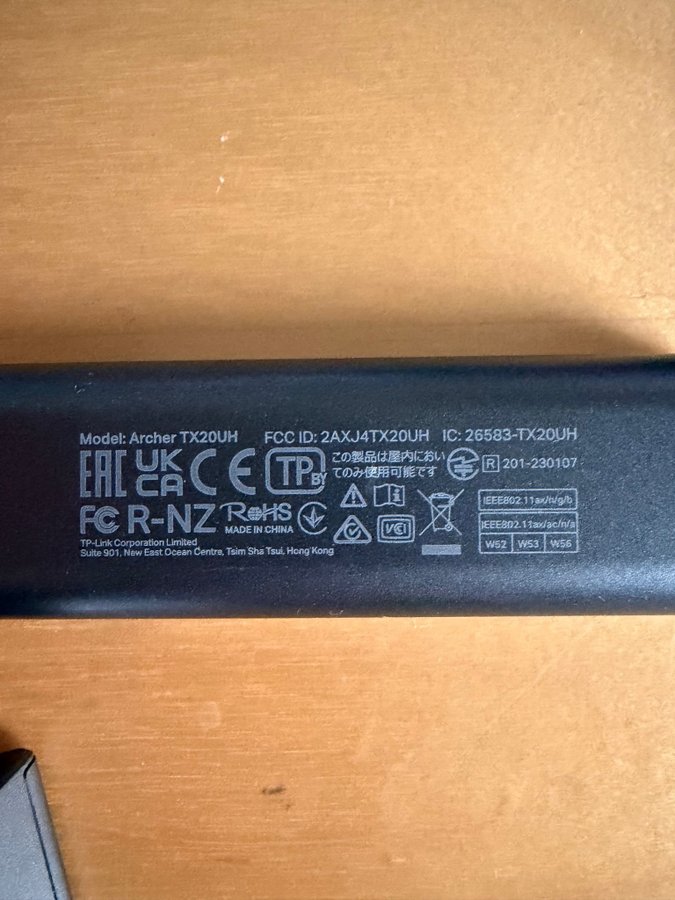 Model: Archer TX20UH FCC ID: 2AXJ4TX20UH IC: 26583-TX20UH
EAC UK CA CE TP BY
この製品は屋内におい
てのみ使用可能です
R 201-230107
FC R-NZ RoHS
MADE IN CHINA
VCI
IEEE802.11ax/n/g/b
IEEE802.11ax/ac/n/a
W52 W53 W56
TP-Link Corporation Limited
Suite 901, New East Ocean Centre, Tsim Sha Tsui, Hong Kong